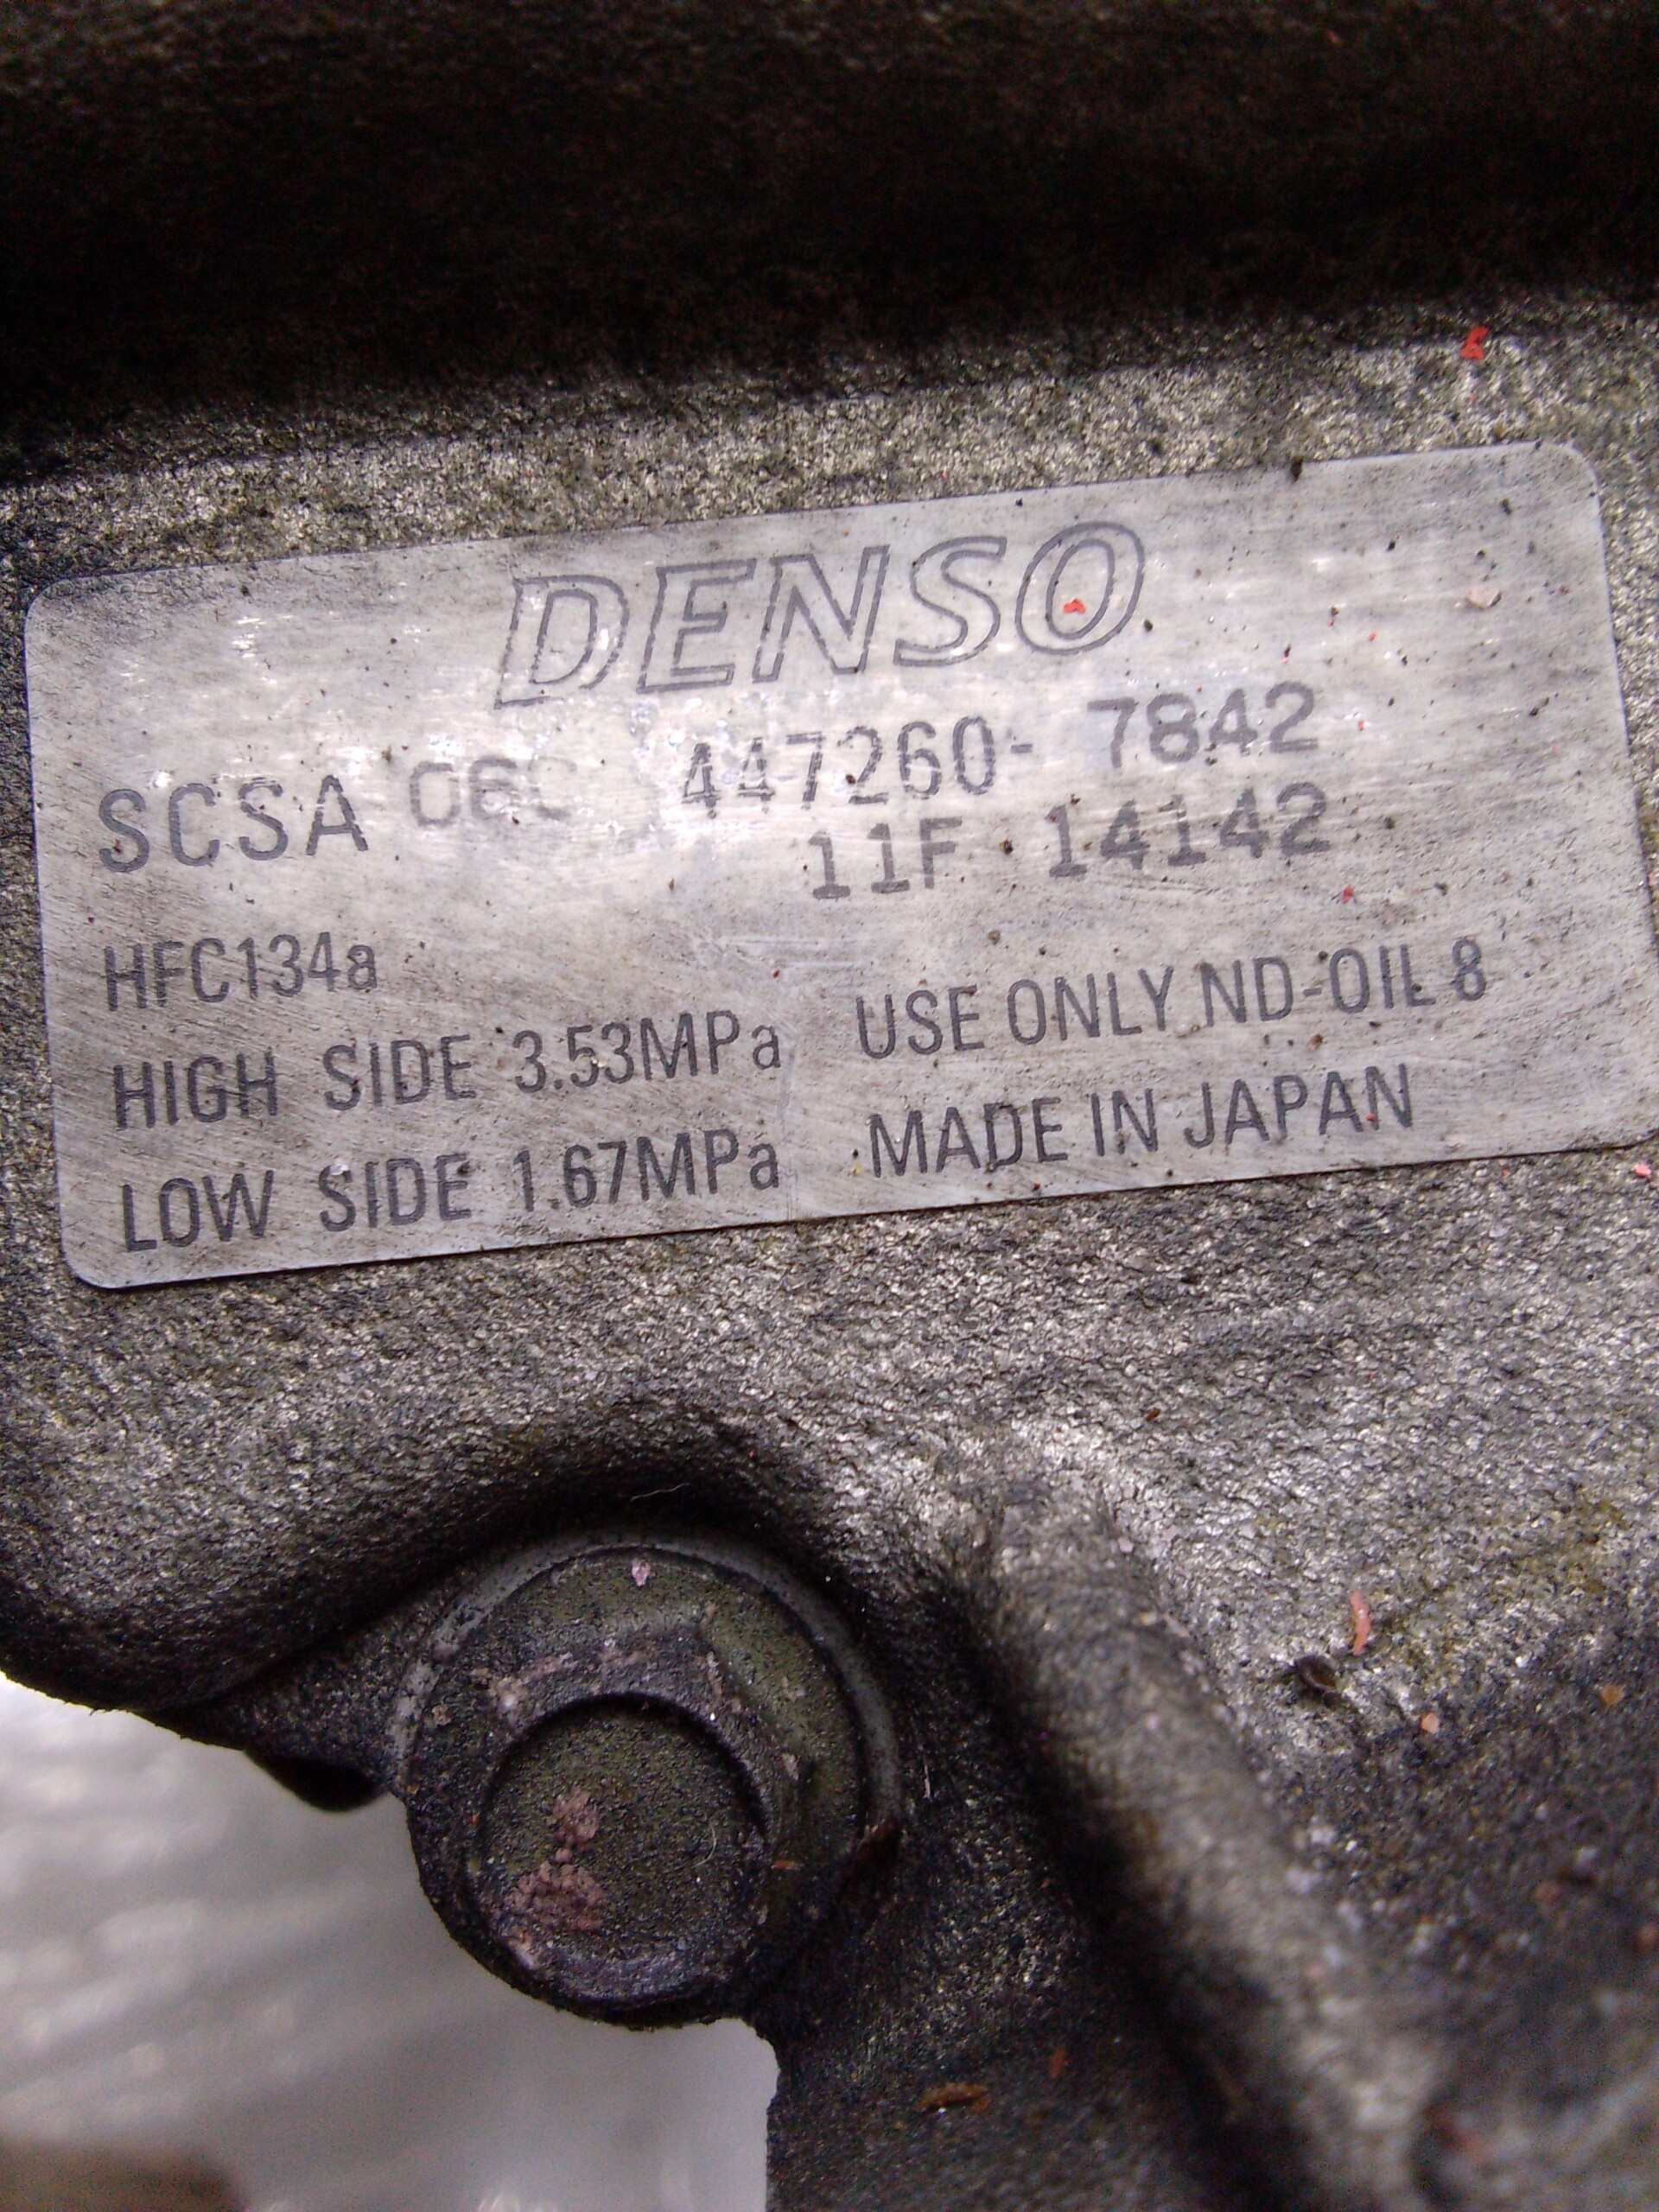 DENSO
SCSA 06C 447260- 7842
11F 14142
HFC134a
HIGH SIDE 3.53MPa USE ONLY ND-OIL 8
LOW SIDE 1.67MPa MADE IN JAPAN